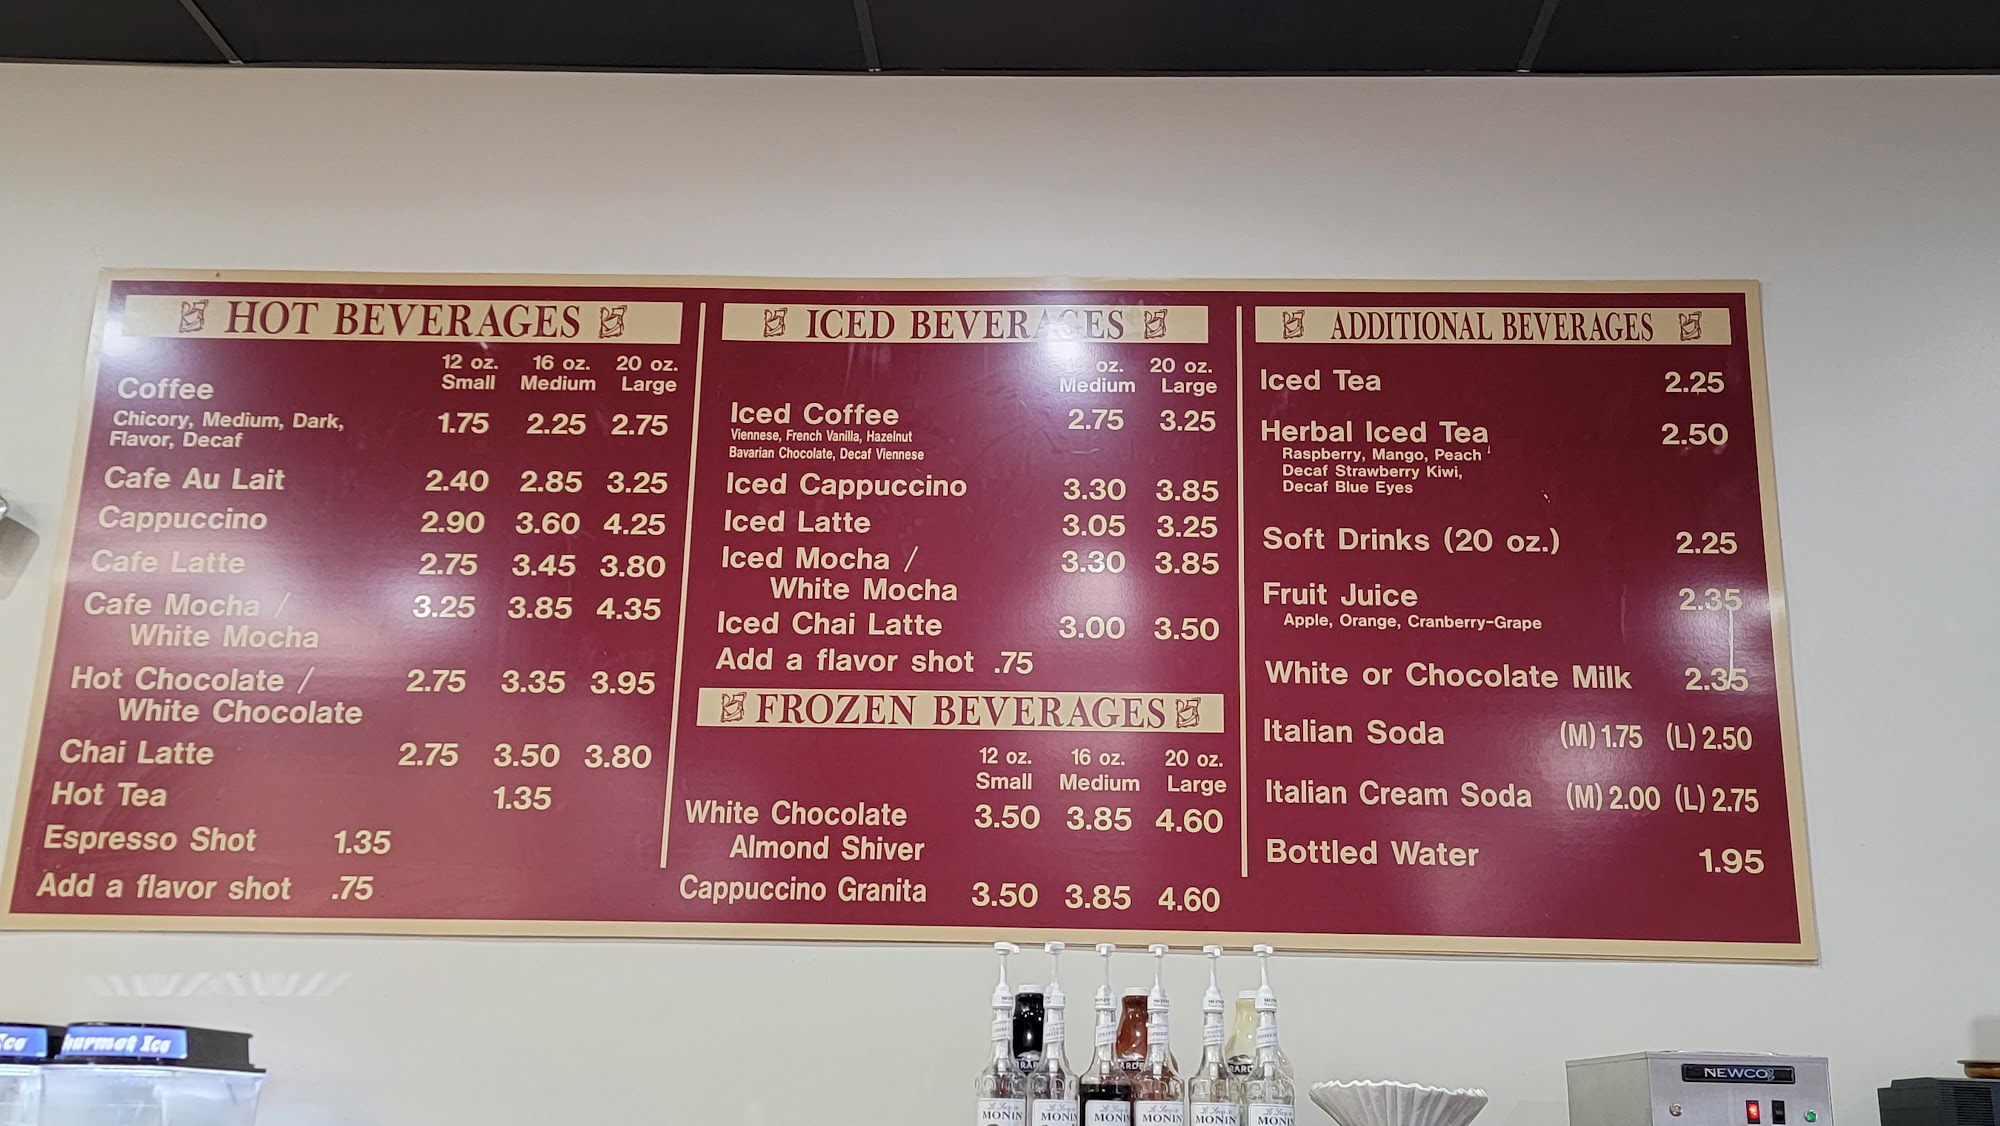 HOT BEVERAGES
12 oz. 16 oz. 20 oz.
Small Medium Large
Coffee
Chicory, Medium, Dark, 1.75 2.25 2.75
Flavor, Decaf
Cafe Au Lait 2.40 2.85 3.25
Cappuccino 2.90 3.60 4.25
Cafe Latte 2.75 3.45 3.80
Cafe Mocha / 3.25 3.85 4.35
White Mocha
Hot Chocolate / 2.75 3.35 3.95
White Chocolate
Chai Latte 2.75 3.50 3.80
Hot Tea 1.35
Espresso Shot 1.35
Add a flavor shot .75
ICED BEVERAGES
oz. 20 oz.
Medium Large
Iced Coffee 2.75 3.25
Viennese, French Vanilla, Hazelnut
Bavarian Chocolate, Decaf Viennese
Iced Cappuccino 3.30 3.85
Iced Latte 3.05 3.25
Iced Mocha / 3.30 3.85
White Mocha
Iced Chai Latte 3.00 3.50
Add a flavor shot .75
FROZEN BEVERAGES
12 oz. 16 oz. 20 oz.
Small Medium Large
White Chocolate 3.50 3.85 4.60
Almond Shiver
Cappuccino Granita 3.50 3.85 4.60
ADDITIONAL BEVERAGES
Iced Tea 2.25
Herbal Iced Tea 2.50
Raspberry, Mango, Peach
Decaf Strawberry Kiwi,
Decaf Blue Eyes
Soft Drinks (20 oz.) 2.25
Fruit Juice 2.35
Apple, Orange, Cranberry-Grape
White or Chocolate Milk 2.35
Italian Soda (M) 1.75 (L) 2.50
Italian Cream Soda (M) 2.00 (L) 2.75
Bottled Water 1.95
MONIN MONIN MONIN MONIN MONIN MONIN
NEWCO